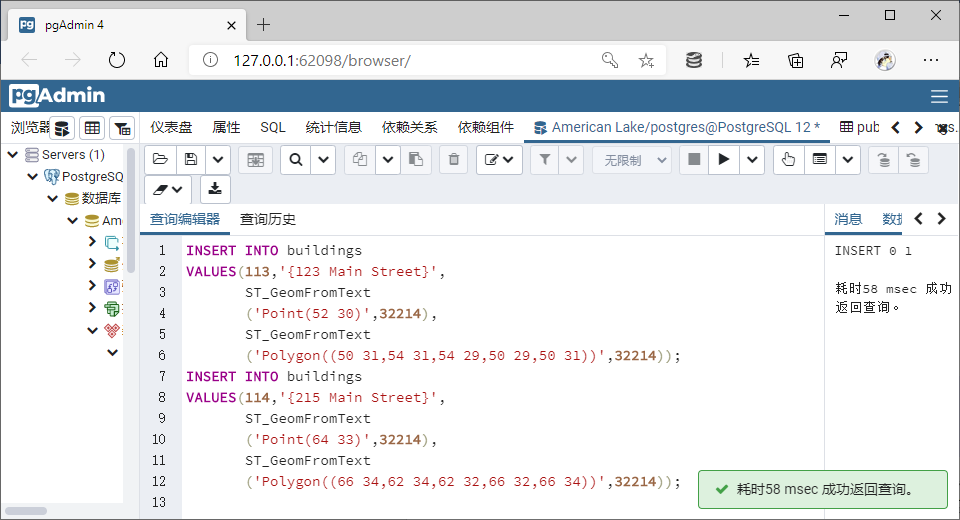 pgAdmin 4
127.0.0.1:62098/browser/
pgAdmin
浏览器
仪表盘 属性 SQL 统计信息 依赖关系 依赖组件 American Lake/postgres@PostgreSQL 12 * pub
Servers (1)
PostgreSQ
数据库
Ame
无限制
查询编辑器 查询历史
1 INSERT INTO buildings
2 VALUES(113,'{123 Main Street}',
3 ST_GeomFromText
4 ('Point(52 30)',32214),
5 ST_GeomFromText
6 ('Polygon((50 31,54 31,54 29,50 29,50 31))',32214));
7 INSERT INTO buildings
8 VALUES(114,'{215 Main Street}',
9 ST_GeomFromText
10 ('Point(64 33)',32214),
11 ST_GeomFromText
12 ('Polygon((66 34,62 34,62 32,66 32,66 34))',32214));
13
消息
INSERT 0 1
耗时58 msec 成功
返回查询。
耗时58 msec 成功返回查询。